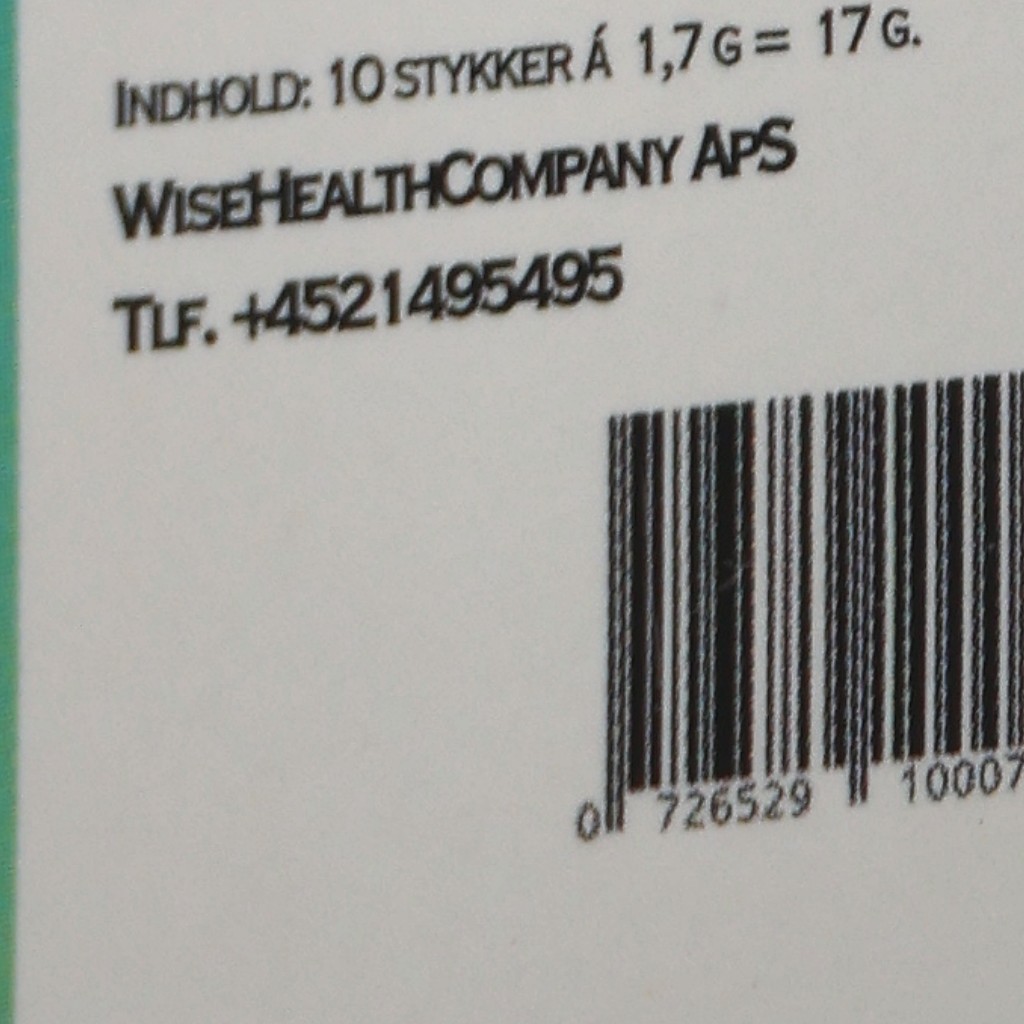 INDHOLD: 10 STYKKER Á 1,7 G = 17 G.
WISEHEALTHCOMPANY APS
TLF. +4521495495
0 726529 10007